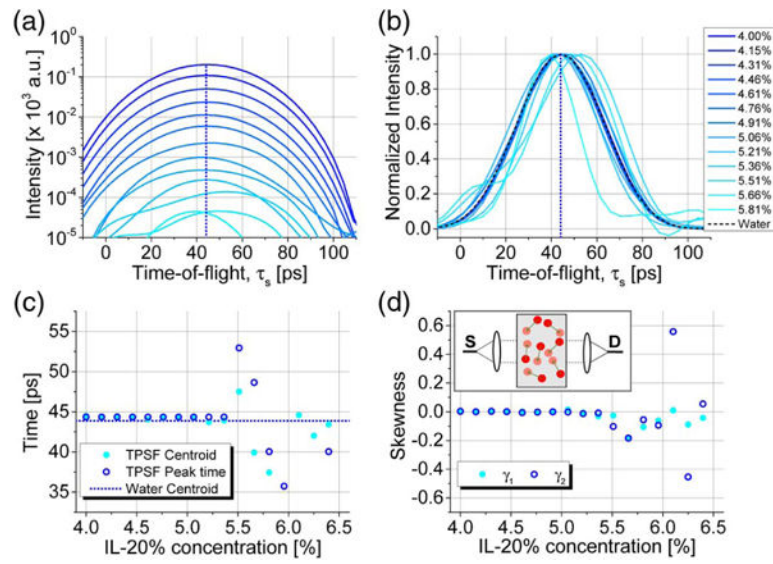 (a)
Intensity [x 10³ a.u.]
10⁰
10⁻¹
10⁻²
10⁻³
10⁻⁴
10⁻⁵
0 20 40 60 80 100
Time-of-flight, τs [ps]
(b)
Normalized Intensity
1.0
0.8
0.6
0.4
0.2
0.0
0 20 40 60 80 100
Time-of-flight, τs [ps]
4.00%
4.15%
4.31%
4.46%
4.61%
4.76%
4.91%
5.06%
5.21%
5.36%
5.51%
5.66%
5.81%
Water
(c)
Time [ps]
55
50
45
40
35
TPSF Centroid
TPSF Peak time
Water Centroid
4.0 4.5 5.0 5.5 6.0 6.5
IL-20% concentration [%]
(d)
Skewness
0.6
0.4
0.2
0.0
-0.2
-0.4
-0.6
S D
γ₁ γ₂
4.0 4.5 5.0 5.5 6.0 6.5
IL-20% concentration [%]